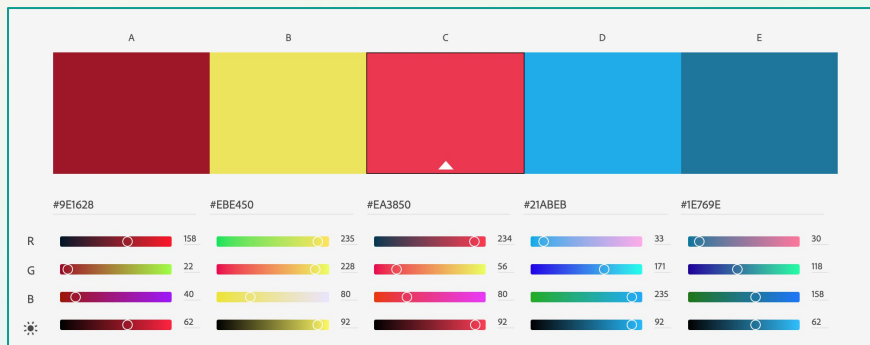 A B C D E
#9E1628 #EBE450 #EA3850 #21ABEB #1E769E
R 158 235 234 33 30
G 22 228 56 171 118
B 40 80 80 235 158
62 92 92 92 62